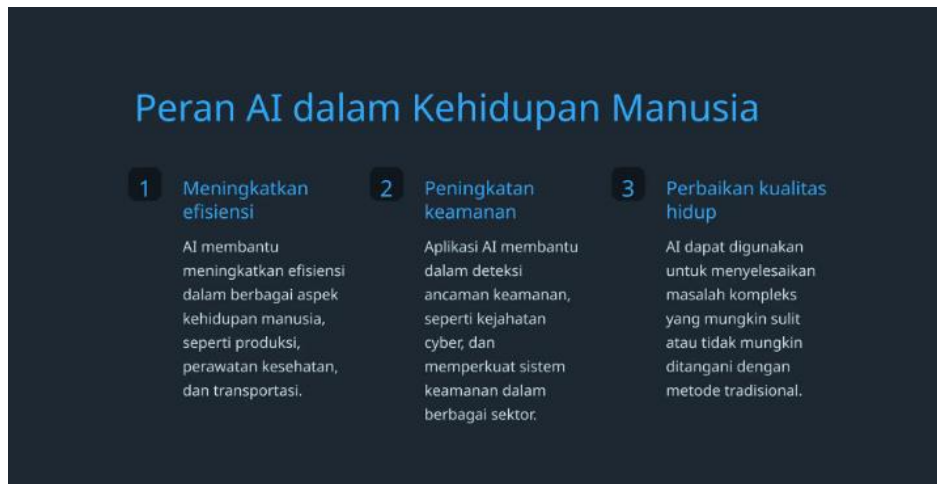 Peran AI dalam Kehidupan Manusia
1
Meningkatkan
efisiensi
AI membantu
meningkatkan efisiensi
dalam berbagai aspek
kehidupan manusia,
seperti produksi,
perawatan kesehatan,
dan transportasi.
2
Peningkatan
keamanan
Aplikasi AI membantu
dalam deteksi
ancaman keamanan,
seperti kejahatan
cyber, dan
memperkuat sistem
keamanan dalam
berbagai sektor.
3
Perbaikan kualitas
hidup
AI dapat digunakan
untuk menyelesaikan
masalah kompleks
yang mungkin sulit
atau tidak mungkin
ditangani dengan
metode tradisional.